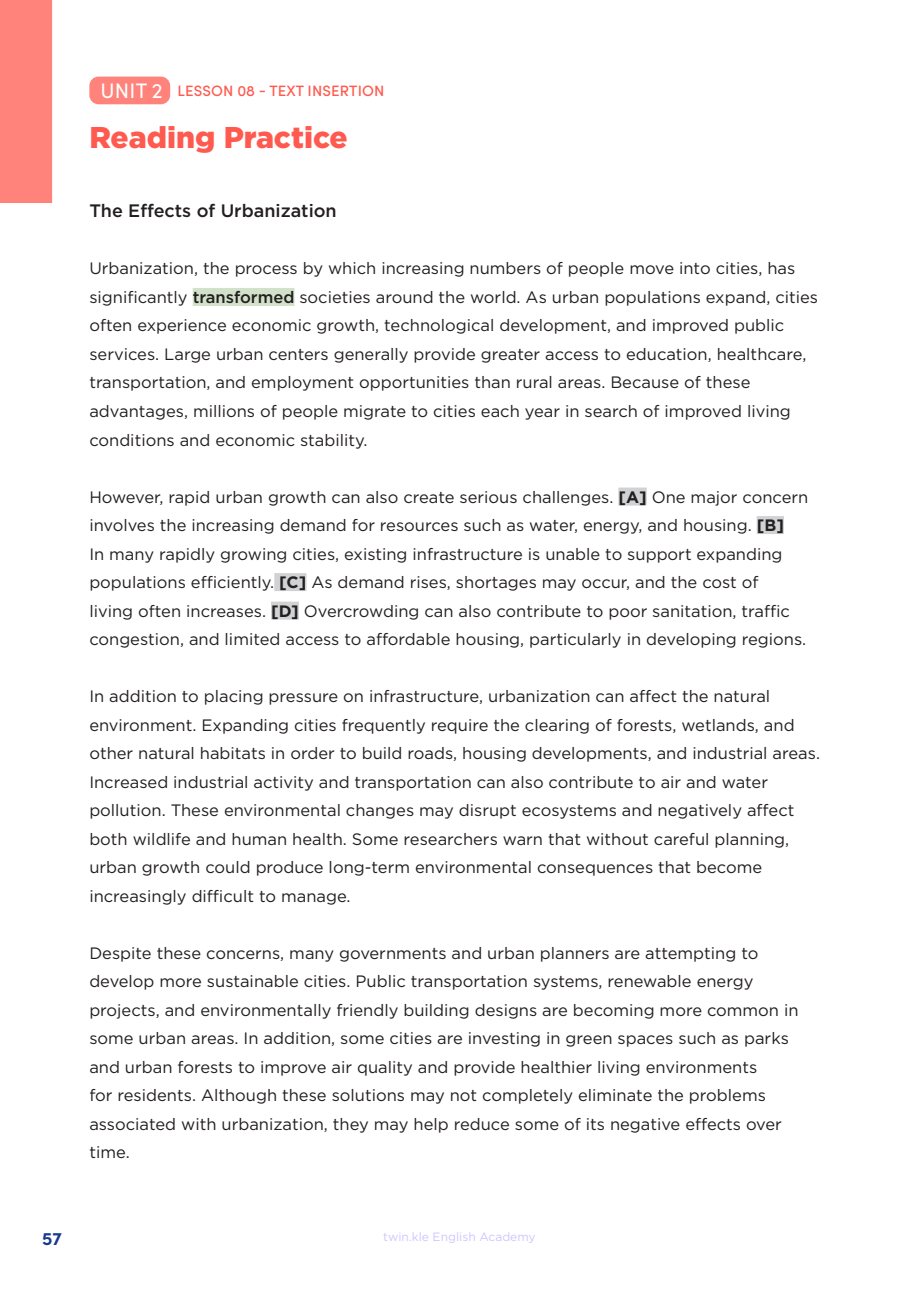 UNIT 2 LESSON 08 - TEXT INSERTION
Reading Practice
The Effects of Urbanization
Urbanization, the process by which increasing numbers of people move into cities, has
significantly transformed societies around the world. As urban populations expand, cities
often experience economic growth, technological development, and improved public
services. Large urban centers generally provide greater access to education, healthcare,
transportation, and employment opportunities than rural areas. Because of these
advantages, millions of people migrate to cities each year in search of improved living
conditions and economic stability.
However, rapid urban growth can also create serious challenges. [A] One major concern
involves the increasing demand for resources such as water, energy, and housing. [B]
In many rapidly growing cities, existing infrastructure is unable to support expanding
populations efficiently. [C] As demand rises, shortages may occur, and the cost of
living often increases. [D] Overcrowding can also contribute to poor sanitation, traffic
congestion, and limited access to affordable housing, particularly in developing regions.
In addition to placing pressure on infrastructure, urbanization can affect the natural
environment. Expanding cities frequently require the clearing of forests, wetlands, and
other natural habitats in order to build roads, housing developments, and industrial areas.
Increased industrial activity and transportation can also contribute to air and water
pollution. These environmental changes may disrupt ecosystems and negatively affect
both wildlife and human health. Some researchers warn that without careful planning,
urban growth could produce long-term environmental consequences that become
increasingly difficult to manage.
Despite these concerns, many governments and urban planners are attempting to
develop more sustainable cities. Public transportation systems, renewable energy
projects, and environmentally friendly building designs are becoming more common in
some urban areas. In addition, some cities are investing in green spaces such as parks
and urban forests to improve air quality and provide healthier living environments
for residents. Although these solutions may not completely eliminate the problems
associated with urbanization, they may help reduce some of its negative effects over
time.
57 twin.kle English Academy